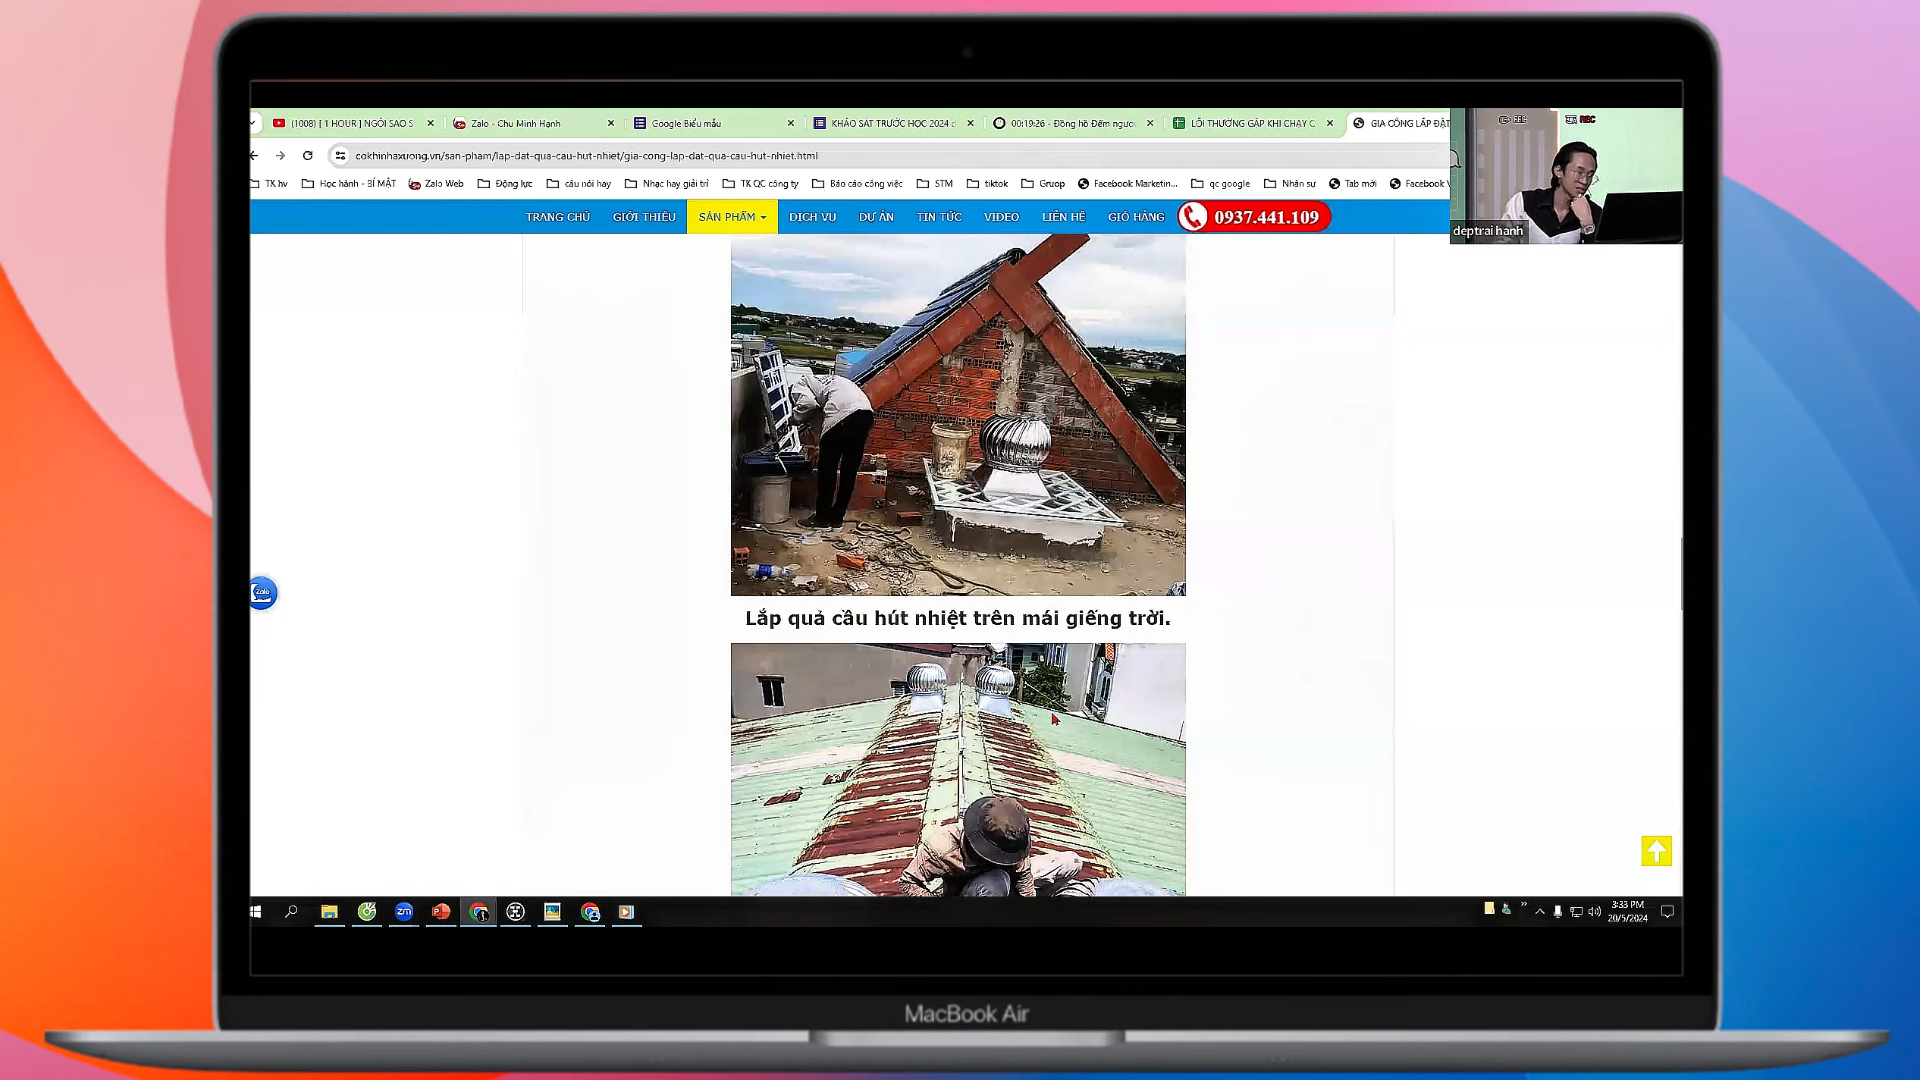 (1008) [ 1 HOUR ] NGÔI SAO S
Zalo - Chu Minh Hạnh
Google Biểu mẫu
KHẢO SÁT TRƯỚC HỌC 2024 c
00:19:26 - Đồng hồ Đếm ngượ
LỖI THƯỜNG GẶP KHI CHẠY C
GIA CÔNG LẮP ĐẶT
cokhinhaxuong.vn/san-pham/lap-dat-qua-cau-hut-nhiet/gia-cong-lap-dat-qua-cau-hut-nhiet.html
TK hv
Học hành - BÍ MẬT
Zalo Web
Động lực
câu nói hay
Nhạc hay giải trí
TK QC công ty
Báo cáo công việc
STM
tiktok
Gruop
Facebook Marketin...
qc google
Nhân sự
Tab mới
Facebook V
REC
REC
deptrai hanh
TRANG CHỦ
GIỚI THIỆU
SẢN PHẨM
DỊCH VỤ
DỰ ÁN
TIN TỨC
VIDEO
LIÊN HỆ
GIỎ HÀNG
0937.441.109
Lắp quả cầu hút nhiệt trên mái giếng trời.
Zalo
zm
3:33 PM
20/5/2024
MacBook Air